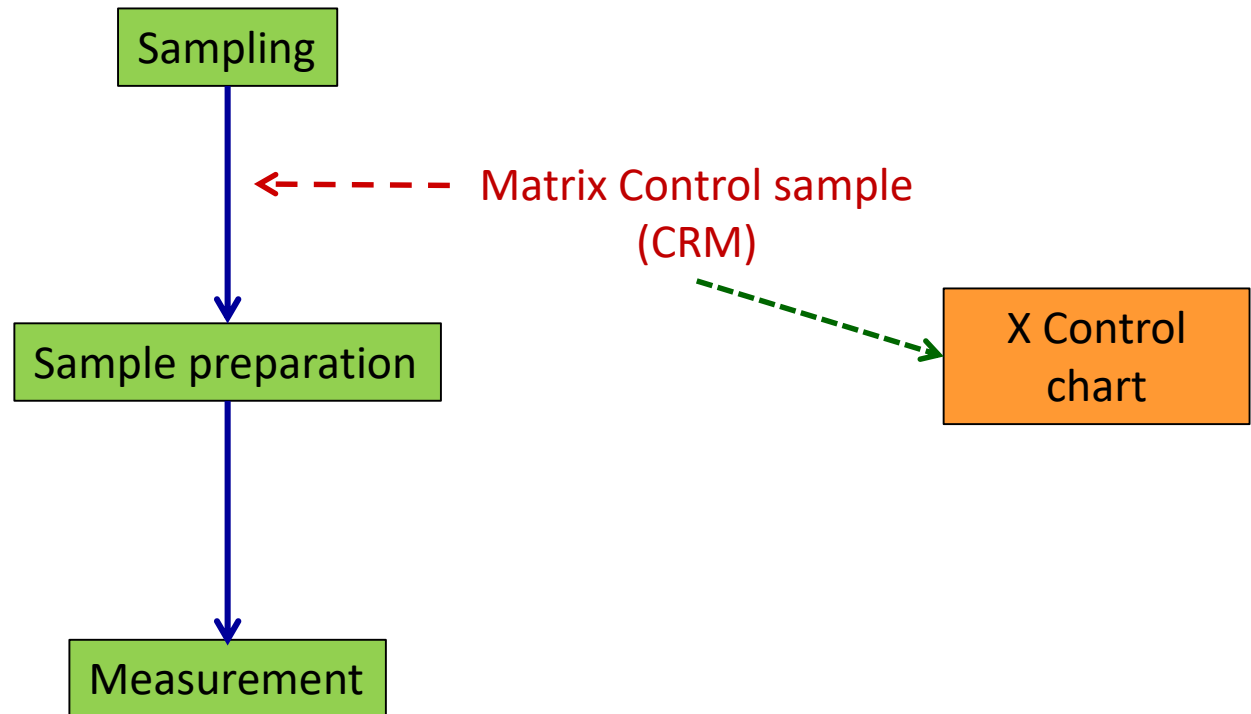 Sampling
Matrix Control sample
(CRM)
X Control
chart
Sample preparation
Measurement